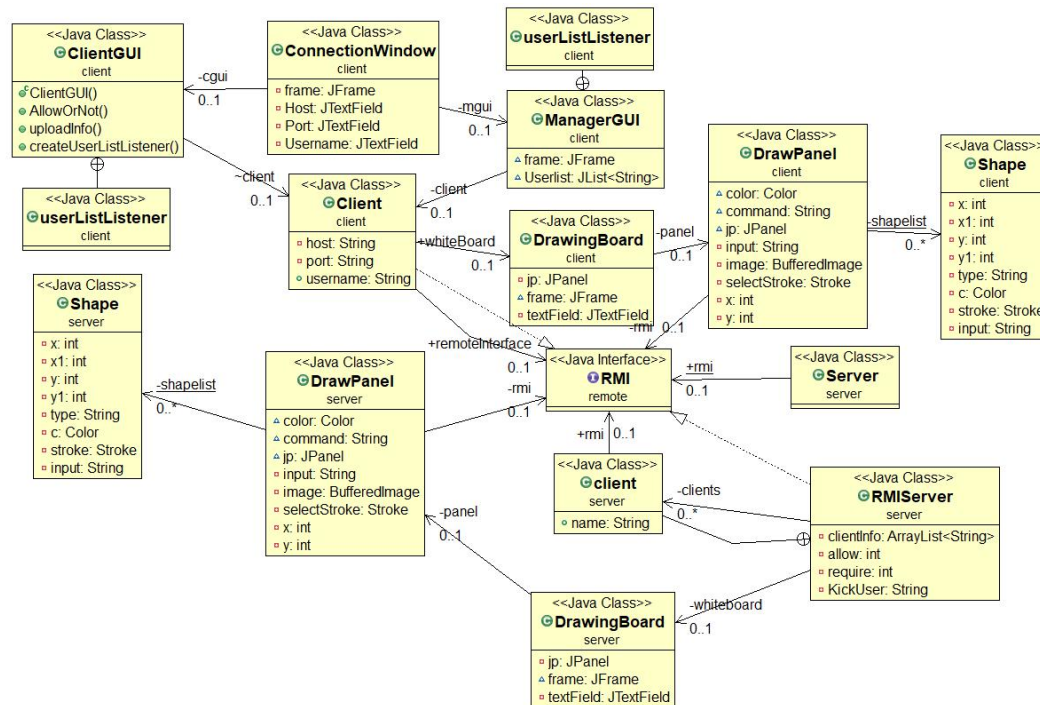 <<Java Class>>
ClientGUI
client
ClientGUI()
AllowOrNot()
uploadInfo()
createUserListListener()
<<Java Class>>
ConnectionWindow
client
frame: JFrame
Host: JTextField
Port: JTextField
Username: JTextField
<<Java Class>>
userListListener
client
-cgui
0..1
-mgui
0..1
<<Java Class>>
ManagerGUI
client
frame: JFrame
Userlist: JList<String>
<<Java Class>>
DrawPanel
client
color: Color
command: String
jp: JPanel
input: String
image: BufferedImage
selectStroke: Stroke
x: int
y: int
<<Java Class>>
Shape
client
x: int
x1: int
y: int
y1: int
type: String
c: Color
stroke: Stroke
input: String
-shapelist
0..*
~client
0..1
-client
0..1
<<Java Class>>
userListListener
client
<<Java Class>>
Client
client
host: String
port: String
username: String
+whiteBoard
0..1
<<Java Class>>
DrawingBoard
client
jp: JPanel
frame: JFrame
textField: JTextField
-panel
0..1
-rmi 0..1
<<Java Class>>
Shape
server
x: int
x1: int
y: int
y1: int
type: String
c: Color
stroke: Stroke
input: String
-shapelist
0..*
<<Java Class>>
DrawPanel
server
color: Color
command: String
jp: JPanel
input: String
image: BufferedImage
selectStroke: Stroke
x: int
y: int
+remoteInterface
0..1
-rmi
0..1
<<Java Interface>>
RMI
remote
+rmi
0..1
<<Java Class>>
Server
server
+rmi 0..1
<<Java Class>>
client
server
name: String
-clients
0..*
<<Java Class>>
RMIServer
server
clientInfo: ArrayList<String>
allow: int
require: int
KickUser: String
-panel
0..1
-whiteboard
0..1
<<Java Class>>
DrawingBoard
server
jp: JPanel
frame: JFrame
textField: JTextField